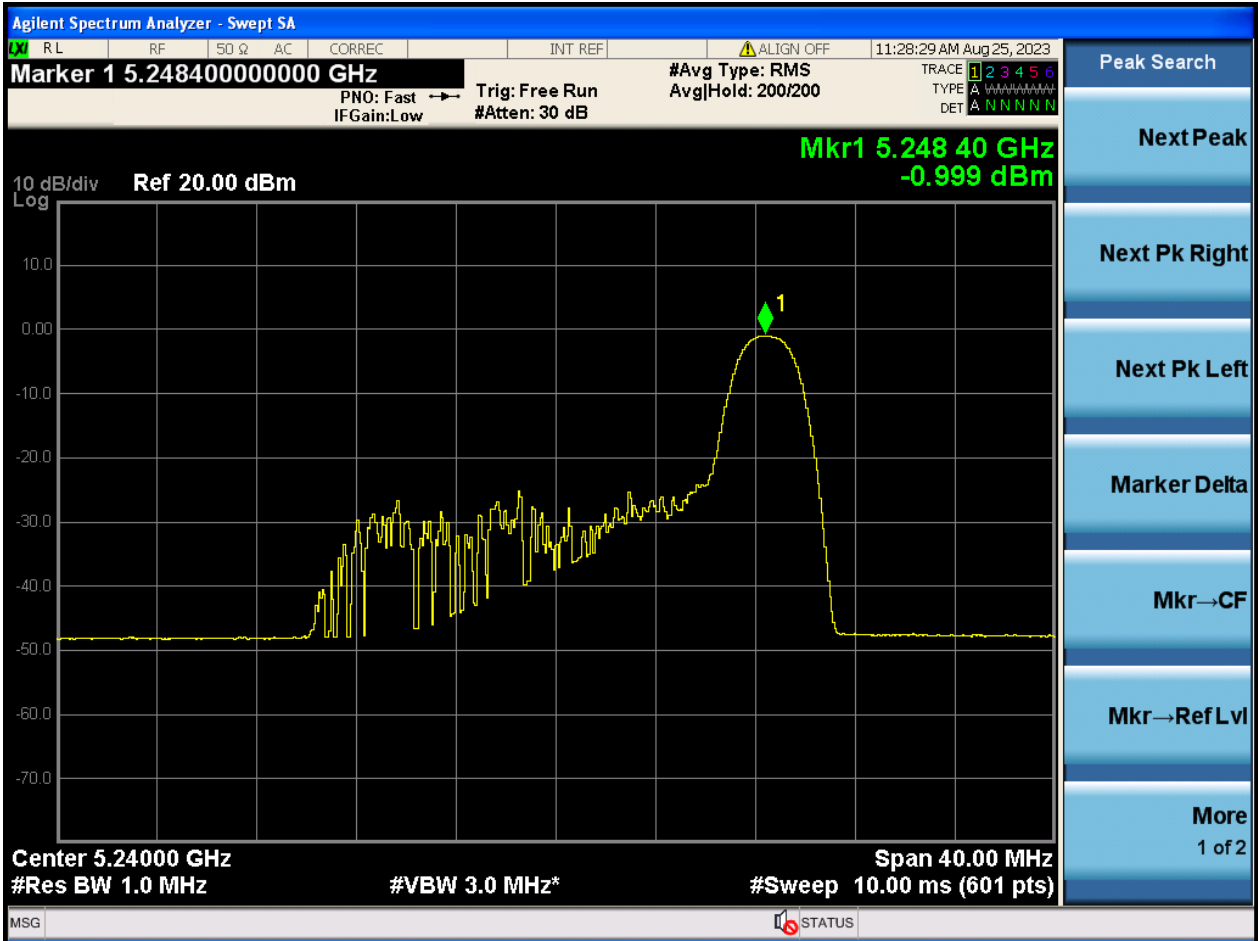 Agilent Spectrum Analyzer - Swept SA
LXI RL RF 50 Ω AC CORREC INT REF ALIGN OFF 11:28:29 AM Aug 25, 2023
Marker 1 5.248400000000 GHz
PNO: Fast
IFGain:Low
Trig: Free Run
#Atten: 30 dB
#Avg Type: RMS
Avg|Hold: 200/200
TRACE 1 2 3 4 5 6
TYPE A WWWWW
DET A N N N N N
Mkr1 5.248 40 GHz
-0.999 dBm
10 dB/div Ref 20.00 dBm
Log
10.0
0.00
-10.0
-20.0
-30.0
-40.0
-50.0
-60.0
-70.0
1
Center 5.24000 GHz Span 40.00 MHz
#Res BW 1.0 MHz #VBW 3.0 MHz* #Sweep 10.00 ms (601 pts)
MSG STATUS
Peak Search
Next Peak
Next Pk Right
Next Pk Left
Marker Delta
Mkr→CF
Mkr→Ref Lvl
More
1 of 2